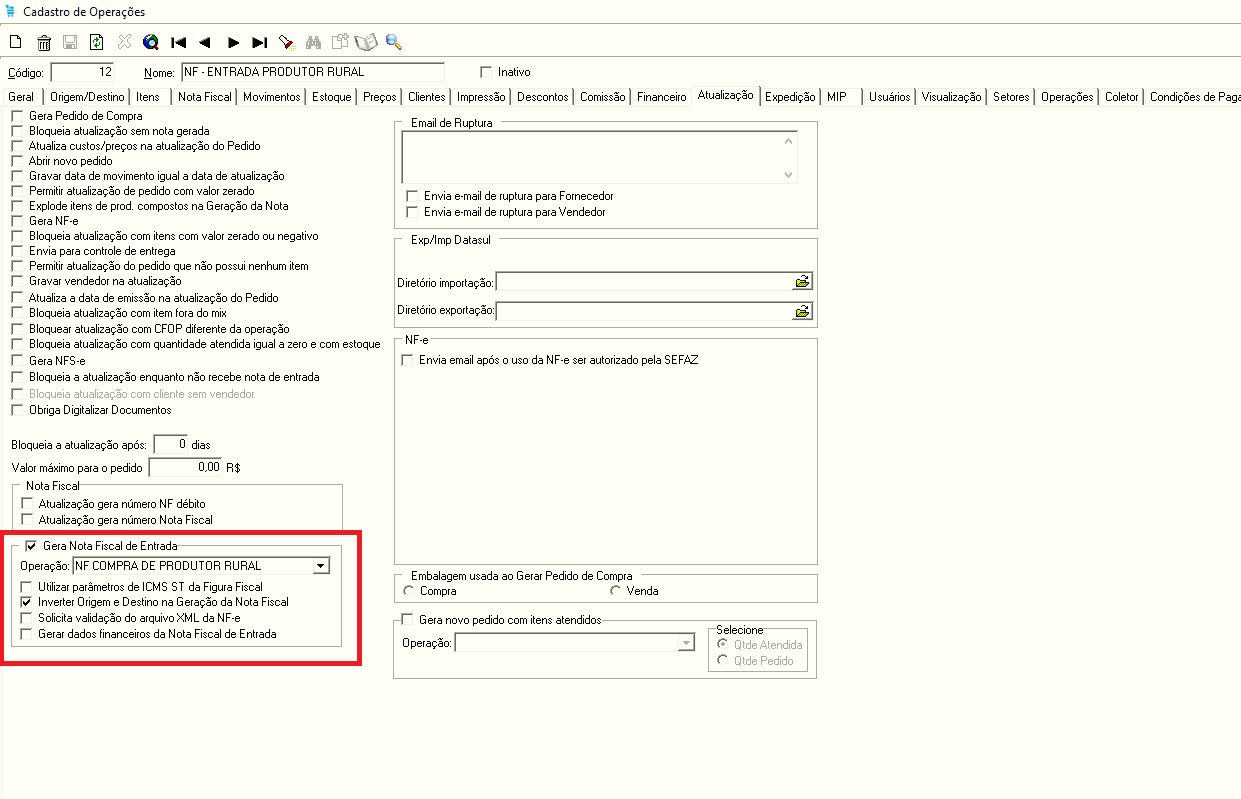 Cadastro de Operações
Código: 12 Nome: NF - ENTRADA PRODUTOR RURAL Inativo
Geral Origem/Destino Itens Nota Fiscal Movimentos Estoque Preços Clientes Impressão Descontos Comissão Financeiro Atualização Expedição MIP Usuários Visualização Setores Operações Coletor Condições de Paga
Gera Pedido de Compra
Bloqueia atualização sem nota gerada
Atualiza custos/preços na atualização do Pedido
Abrir novo pedido
Gravar data de movimento igual a data de atualização
Permitir atualização de pedido com valor zerado
Explode itens de prod. compostos na Geração da Nota
Gera NF-e
Bloqueia atualização com itens com valor zerado ou negativo
Envia para controle de entrega
Permitir atualização do pedido que não possui nenhum item
Gravar vendedor na atualização
Atualiza a data de emissão na atualização do Pedido
Bloqueia atualização com item fora do mix
Bloquear atualização com CFOP diferente da operação
Bloqueia atualização com quantidade atendida igual a zero e com estoque
Gera NFS-e
Bloqueia a atualização enquanto não recebe nota de entrada
Bloqueia atualização com cliente sem vendedor
Obriga Digitalizar Documentos
Bloqueia a atualização após: 0 dias
Valor máximo para o pedido 0,00 R$
Nota Fiscal
Atualização gera número NF débito
Atualização gera número Nota Fiscal
Gera Nota Fiscal de Entrada
Operação: NF COMPRA DE PRODUTOR RURAL
Utilizar parâmetros de ICMS ST da Figura Fiscal
Inverter Origem e Destino na Geração da Nota Fiscal
Solicita validação do arquivo XML da NF-e
Gerar dados financeiros da Nota Fiscal de Entrada
Email de Ruptura
Envia e-mail de ruptura para Fornecedor
Envia e-mail de ruptura para Vendedor
Exp/Imp Datasul
Diretório importação:
Diretório exportação:
NF-e
Envia email após o uso da NF-e ser autorizado pela SEFAZ
Embalagem usada ao Gerar Pedido de Compra
Compra Venda
Gera novo pedido com itens atendidos
Operação:
Selecione
Qtde Atendida
Qtde Pedido